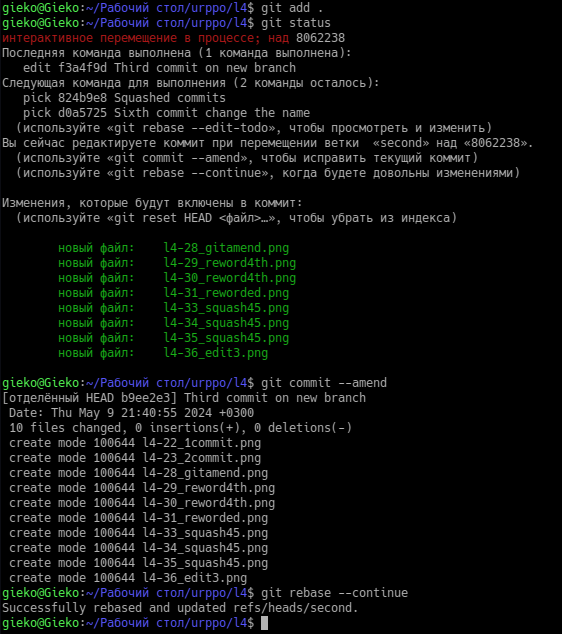 gieko@Gieko:~/Рабочий стол/urppo/l4$ git add .
gieko@Gieko:~/Рабочий стол/urppo/l4$ git status
интерактивное перемещение в процессе; над 8062238
Последняя команда выполнена (1 команда выполнена):
   edit f3a4f9d Third commit on new branch
Следующая команда для выполнения (2 команды осталось):
   pick 824b9e8 Squashed commits
   pick d0a5725 Sixth commit change the name
  (используйте «git rebase --edit-todo», чтобы просмотреть и изменить)
Вы сейчас редактируете коммит при перемещении ветки  «second» над «8062238».
  (используйте «git commit --amend», чтобы исправить текущий коммит)
  (используйте «git rebase --continue», когда будете довольны изменениями)

Изменения, которые будут включены в коммит:
  (используйте «git reset HEAD <файл>…», чтобы убрать из индекса)

        новый файл:    l4-28_gitamend.png
        новый файл:    l4-29_reword4th.png
        новый файл:    l4-30_reword4th.png
        новый файл:    l4-31_reworded.png
        новый файл:    l4-33_squash45.png
        новый файл:    l4-34_squash45.png
        новый файл:    l4-35_squash45.png
        новый файл:    l4-36_edit3.png

gieko@Gieko:~/Рабочий стол/urppo/l4$ git commit --amend
[отделённый HEAD b9ee2e3] Third commit on new branch
 Date: Thu May 9 21:40:55 2024 +0300
 10 files changed, 0 insertions(+), 0 deletions(-)
 create mode 100644 l4-22_1commit.png
 create mode 100644 l4-23_2commit.png
 create mode 100644 l4-28_gitamend.png
 create mode 100644 l4-29_reword4th.png
 create mode 100644 l4-30_reword4th.png
 create mode 100644 l4-31_reworded.png
 create mode 100644 l4-33_squash45.png
 create mode 100644 l4-34_squash45.png
 create mode 100644 l4-35_squash45.png
 create mode 100644 l4-36_edit3.png
gieko@Gieko:~/Рабочий стол/urppo/l4$ git rebase --continue
Successfully rebased and updated refs/heads/second.
gieko@Gieko:~/Рабочий стол/urppo/l4$